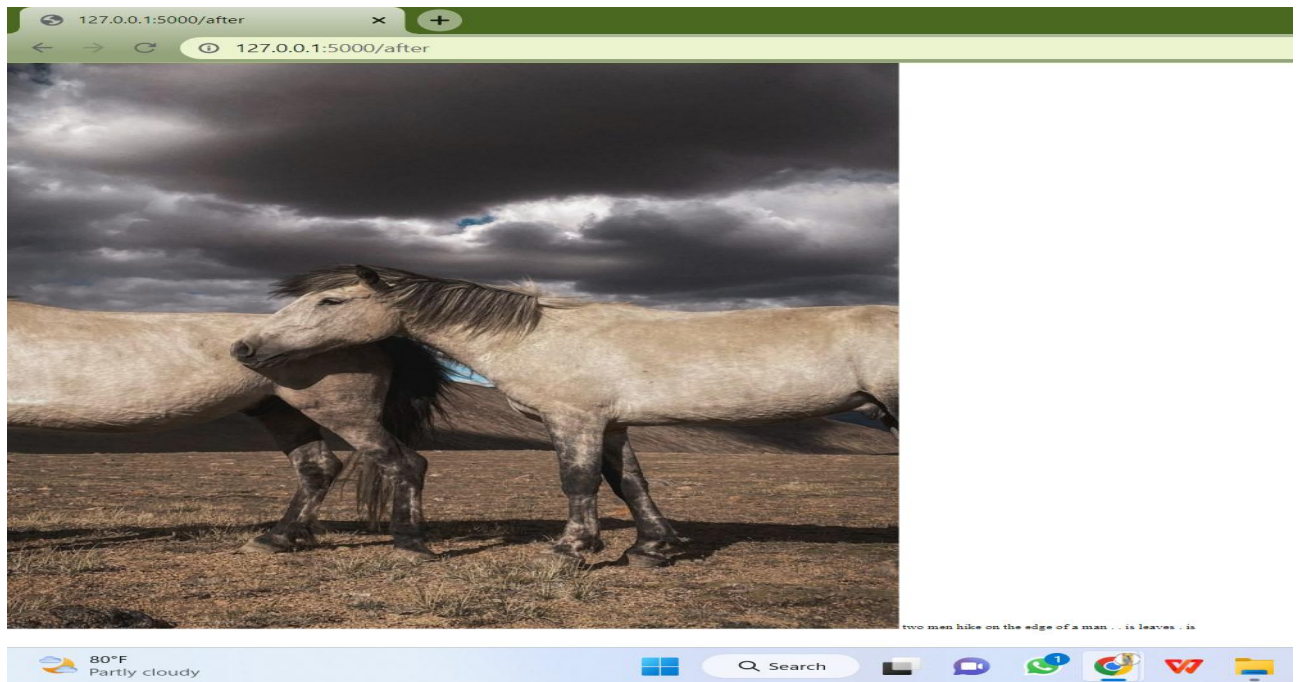 127.0.0.1:5000/after
127.0.0.1:5000/after
two men hike on the edge of a man . . is leaves . is
80°F
Partly cloudy
Search
1